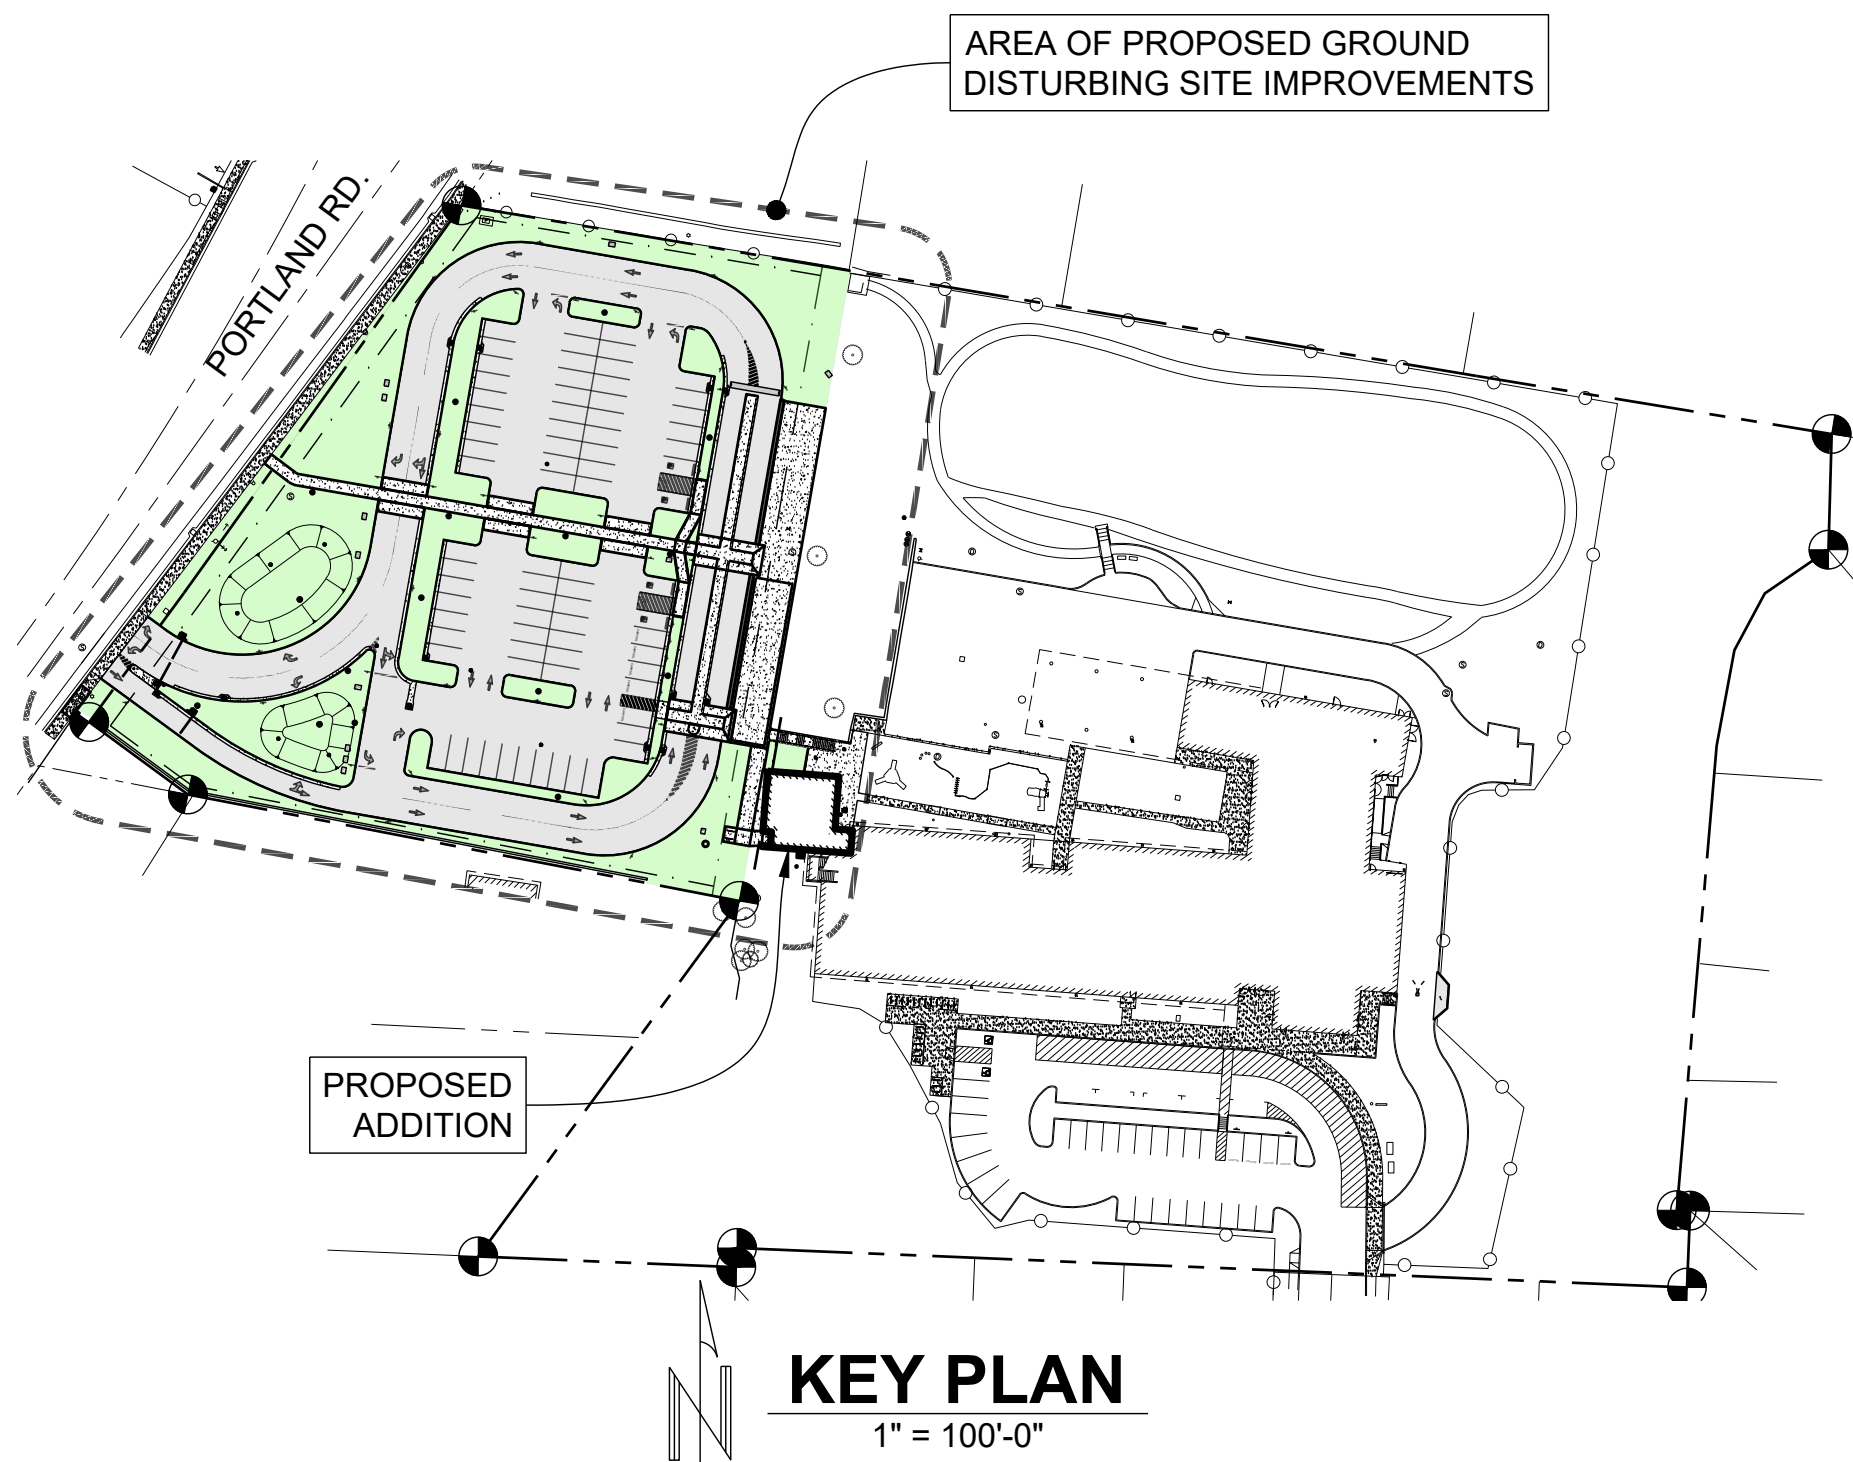 AREA OF PROPOSED GROUND
DISTURBING SITE IMPROVEMENTS
PORTLAND RD.
PROPOSED
ADDITION
N
KEY PLAN
1" = 100'-0"